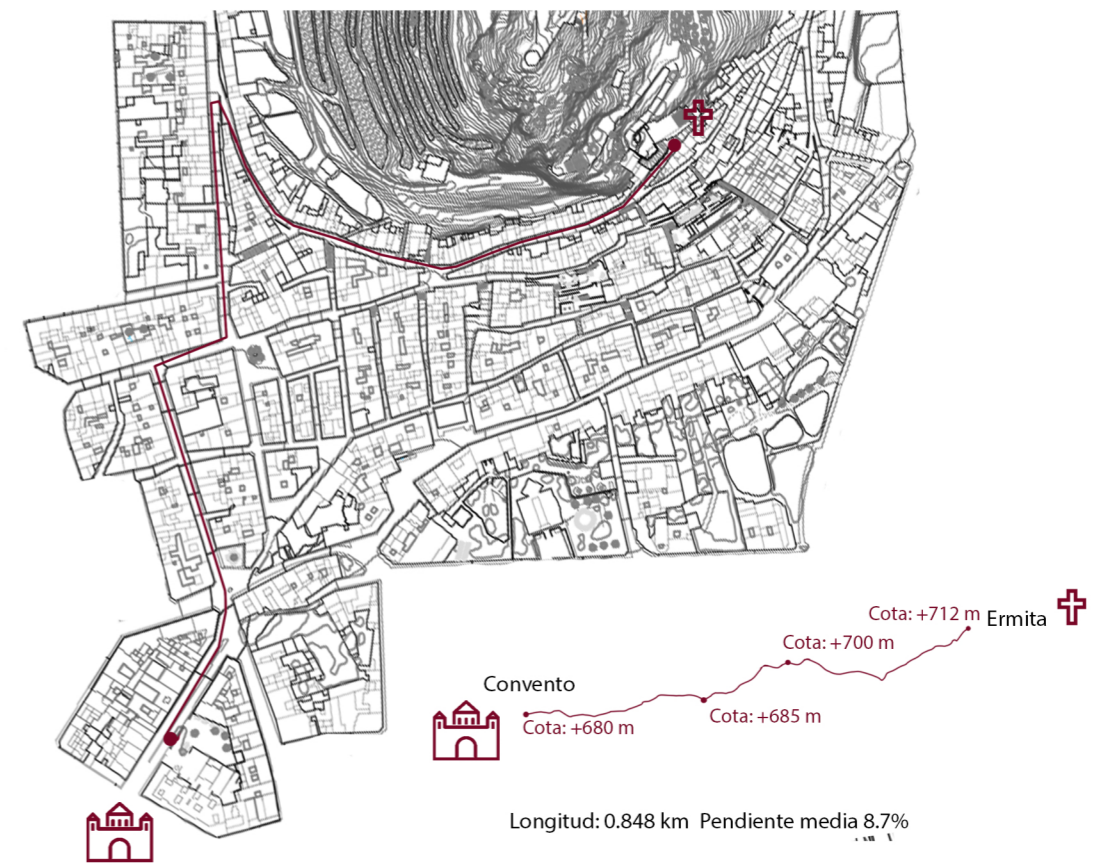 Cota: +712 m
Ermita
Cota: +700 m
Convento
Cota: +685 m
Cota: +680 m
Longitud: 0.848 km Pendiente media 8.7%